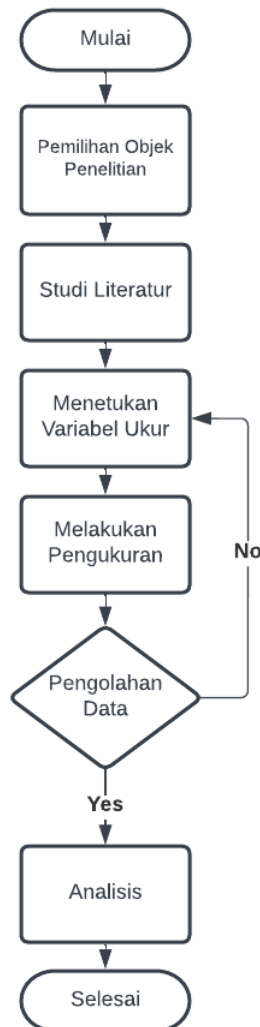 Mulai
Pemilihan Objek
Penelitian
Studi Literatur
Menetukan
Variabel Ukur
Melakukan
Pengukuran
No
Pengolahan
Data
Yes
Analisis
Selesai